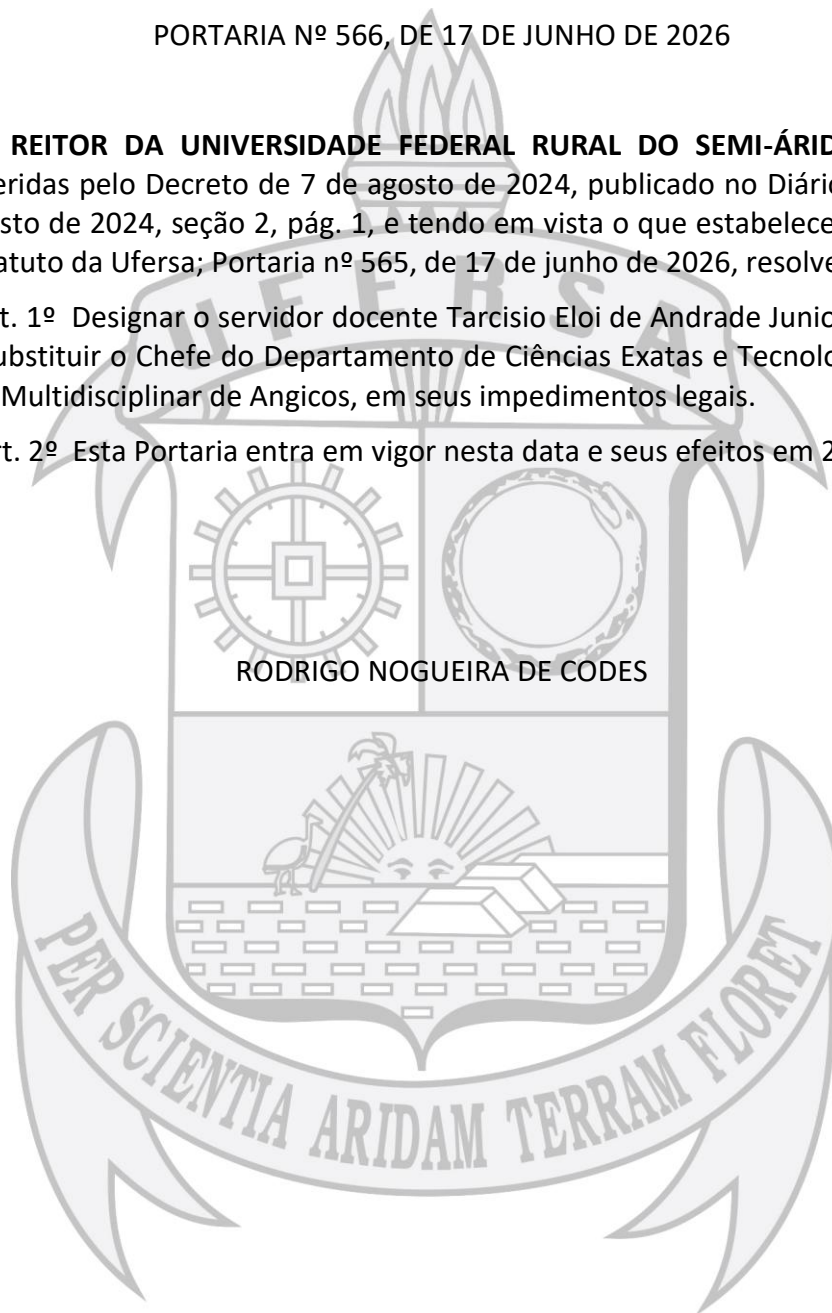 PORTARIA Nº 566, DE 17 DE JUNHO DE 2026
REITOR DA UNIVERSIDADE FEDERAL RURAL DO SEMI-ÁRID
eridas pelo Decreto de 7 de agosto de 2024, publicado no Diári
sto de 2024, seção 2, pág. 1, e tendo em vista o que estabelece
atuto da Ufersa; Portaria nº 565, de 17 de junho de 2026, resolve
t. 1º Designar o servidor docente Tarcisio Eloi de Andrade Junio
ubstituir o Chefe do Departamento de Ciências Exatas e Tecnolo
Multidisciplinar de Angicos, em seus impedimentos legais.
rt. 2º Esta Portaria entra em vigor nesta data e seus efeitos em 2
UFERSA
RODRIGO NOGUEIRA DE CODES
PER SCIENTIA ARIDAM TERRAM FLORET